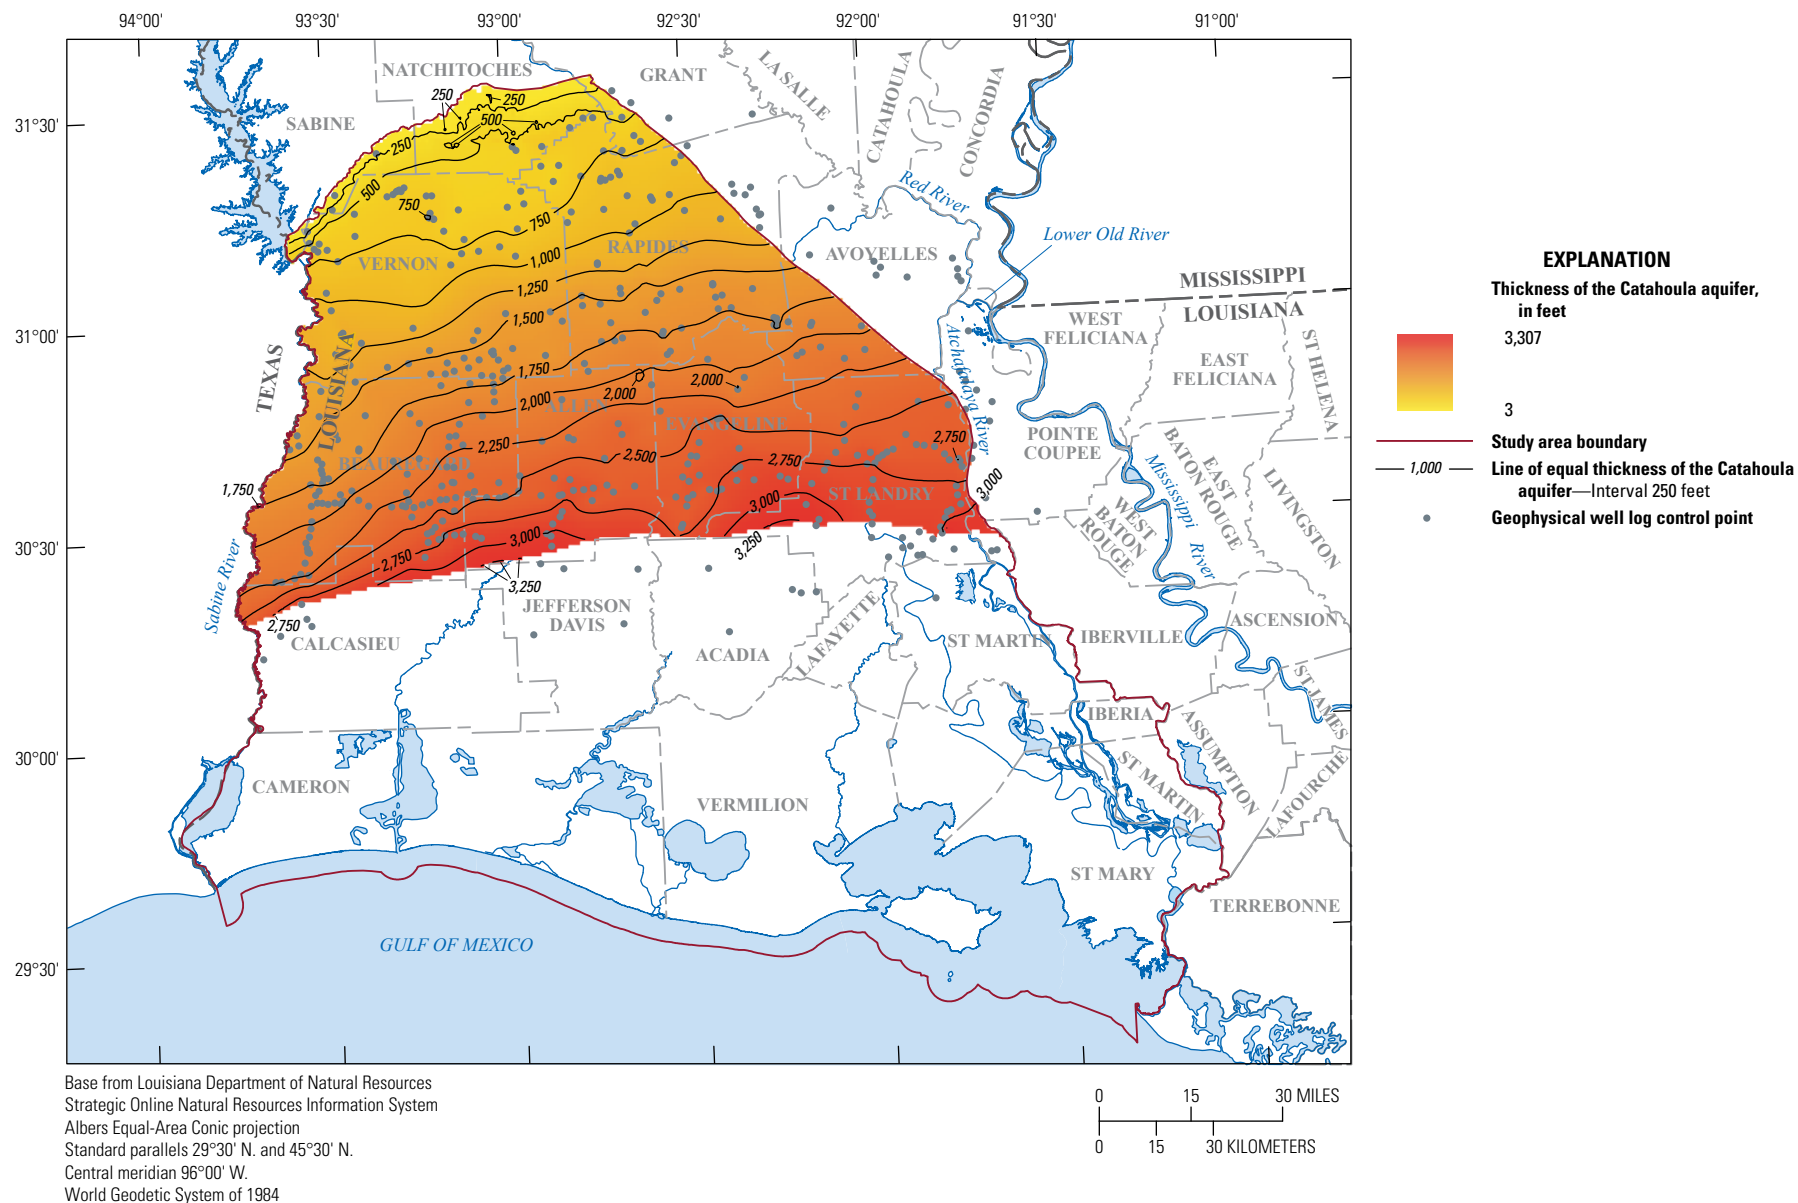 94°00'
93°30'
93°00'
92°30'
92°00'
91°30'
91°00'
31°30'
31°00'
30°30'
30°00'
29°30'
NATCHITOCHES
GRANT
LA SALLE
CATAHOULA
CONCORDIA
SABINE
250
250
500
250
500
750
750
Red River
Lower Old River
VERNON
RAPIDES
AVOYELLES
1,000
1,250
1,500
MISSISSIPPI
LOUISIANA
WEST
FELICIANA
EAST
FELICIANA
ST HELENA
TEXAS
LOUISIANA
Atchafalaya River
1,750
2,000
2,000
2,000
ALLEN
EVANGELINE
2,250
2,500
2,750
2,750
BEAUREGARD
1,750
ST LANDRY
3,000
3,000
3,000
2,750
3,250
3,250
2,750
POINTE
COUPEE
Mississippi
River
WEST
BATON
ROUGE
EAST
BATON ROUGE
LIVINGSTON
Sabine River
CALCASIEU
JEFFERSON
DAVIS
ACADIA
LAFAYETTE
ST MARTIN
IBERVILLE
ASCENSION
ST JAMES
IBERIA
ASSUMPTION
ST MARTIN
LAFOURCHE
CAMERON
VERMILION
ST MARY
TERREBONNE
GULF OF MEXICO
EXPLANATION
Thickness of the Catahoula aquifer,
in feet
3,307
3
Study area boundary
1,000
Line of equal thickness of the Catahoula
aquifer—Interval 250 feet
Geophysical well log control point
Base from Louisiana Department of Natural Resources
Strategic Online Natural Resources Information System
Albers Equal-Area Conic projection
Standard parallels 29°30' N. and 45°30' N.
Central meridian 96°00' W.
World Geodetic System of 1984
0 15 30 MILES
0 15 30 KILOMETERS